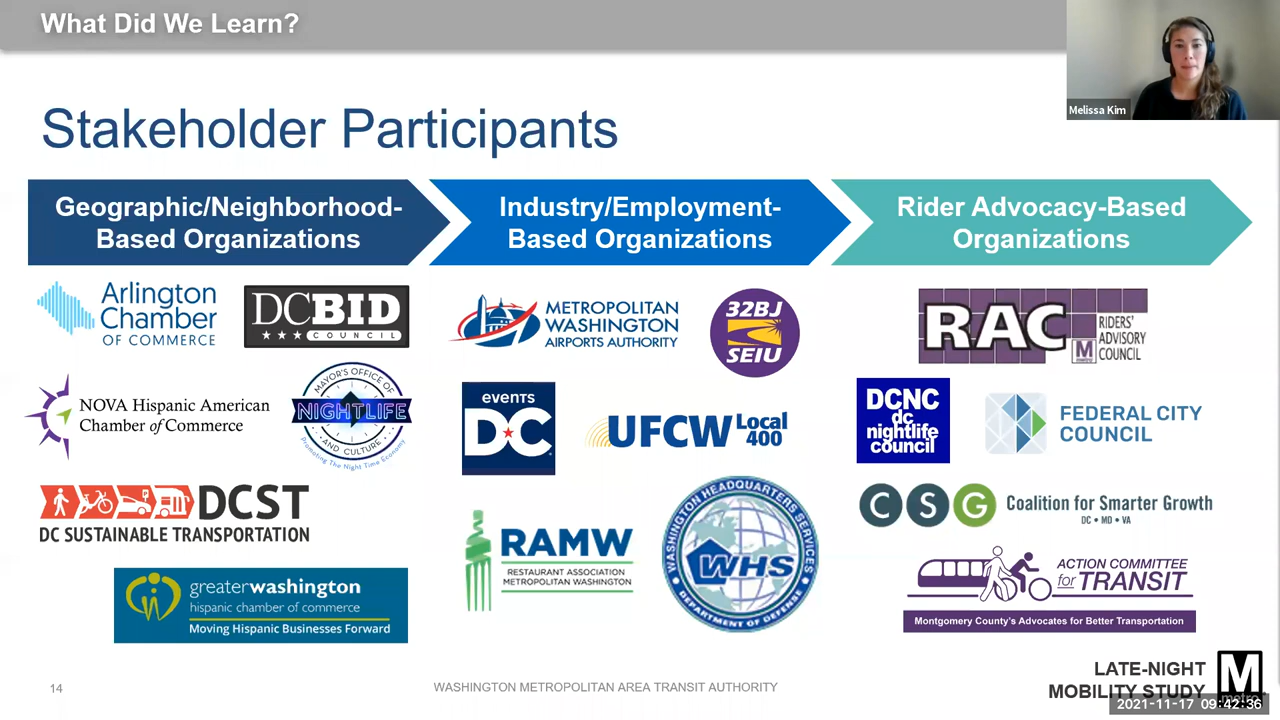 What Did We Learn?
Melissa Kim
Stakeholder Participants
Geographic/Neighborhood-
Based Organizations
Industry/Employment-
Based Organizations
Rider Advocacy-Based
Organizations
Arlington
Chamber
OF COMMERCE
DCBID
COUNCIL
METROPOLITAN
WASHINGTON
AIRPORTS AUTHORITY
32BJ
SEIU
RAC
RIDERS'
ADVISORY
COUNCIL
M
metro
NOVA Hispanic American
Chamber of Commerce
MAYOR'S OFFICE OF
NIGHTLIFE
AND CULTURE
Promoting The Night Time Economy
events
DC
UFCW Local
400
DCNC
dc
nightlife
council
FEDERAL CITY
COUNCIL
DCST
DC SUSTAINABLE TRANSPORTATION
RAMW
RESTAURANT ASSOCIATION
METROPOLITAN WASHINGTON
WASHINGTON HEADQUARTERS SERVICES
WHS
DEPARTMENT OF DEFENSE
CSG
Coalition for Smarter Growth
DC • MD • VA
ACTION COMMITTEE
for TRANSIT
Montgomery County's Advocates for Better Transportation
greaterwashington
hispanic chamber of commerce
Moving Hispanic Businesses Forward
14
WASHINGTON METROPOLITAN AREA TRANSIT AUTHORITY
LATE-NIGHT
MOBILITY STUDY
M
metro
2021-11-17 09:42:36